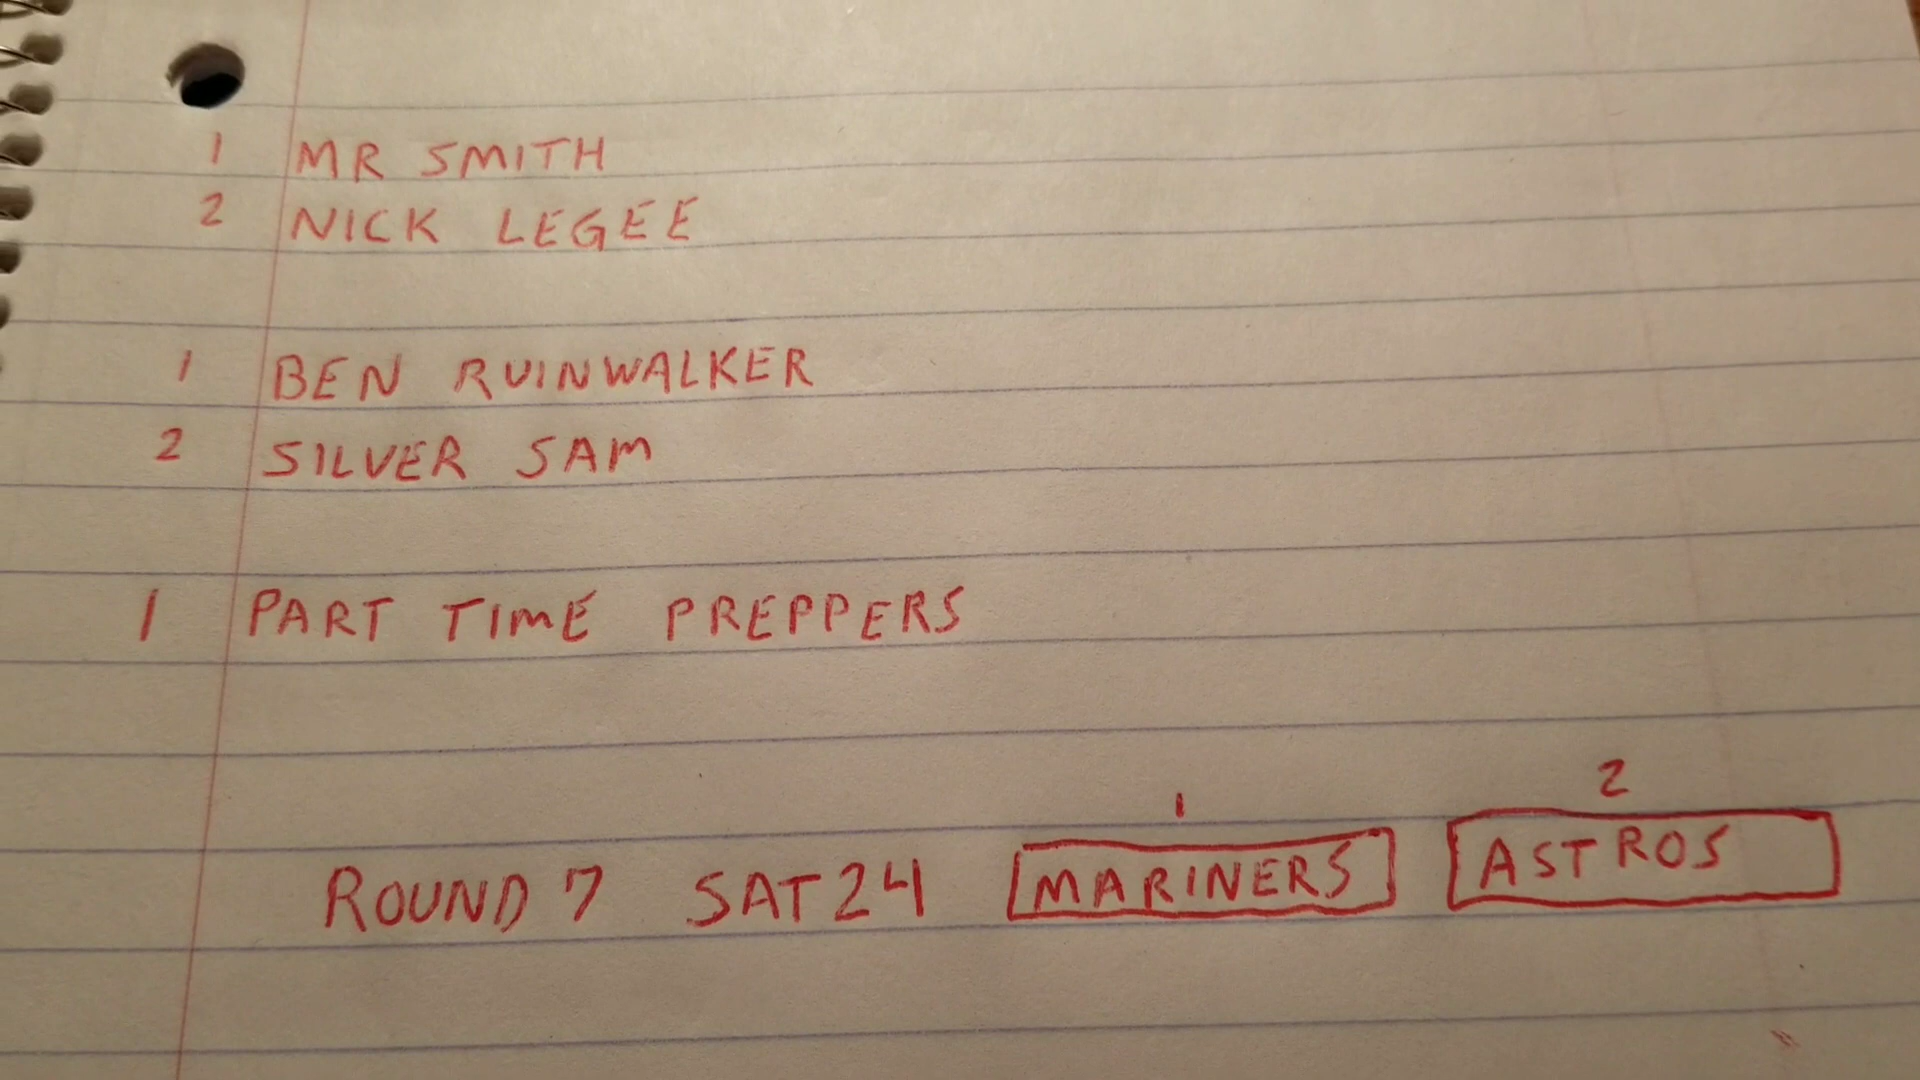 1 MR SMITH
2 NICK LEGEE
1 BEN RUINWALKER
2 SILVER SAM
1 PART TIME PREPPERS
1 2
ROUND 7 SAT 24 MARINERS ASTROS